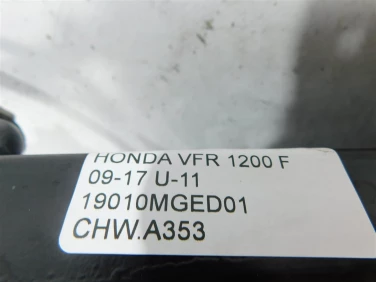 HONDA VFR 1200 F
09-17 U-11
19010MGED01
CHW.A353